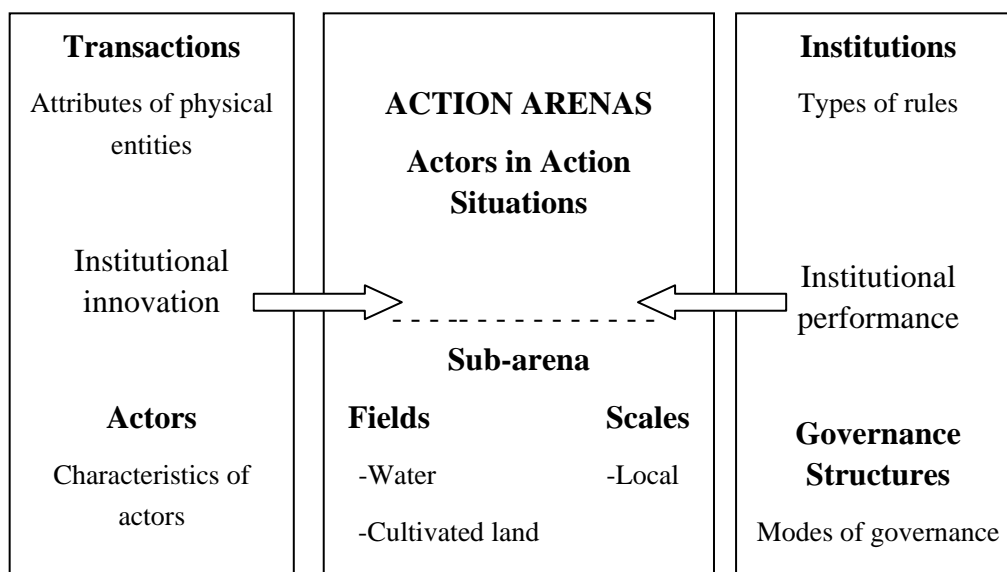 Transactions
Attributes of physical
entities
Institutional
innovation
Actors
Characteristics of
actors
ACTION ARENAS
Actors in Action
Situations
Sub-arena
Fields
Scales
-Water
-Local
-Cultivated land
Institutions
Types of rules
Institutional
performance
Governance
Structures
Modes of governance